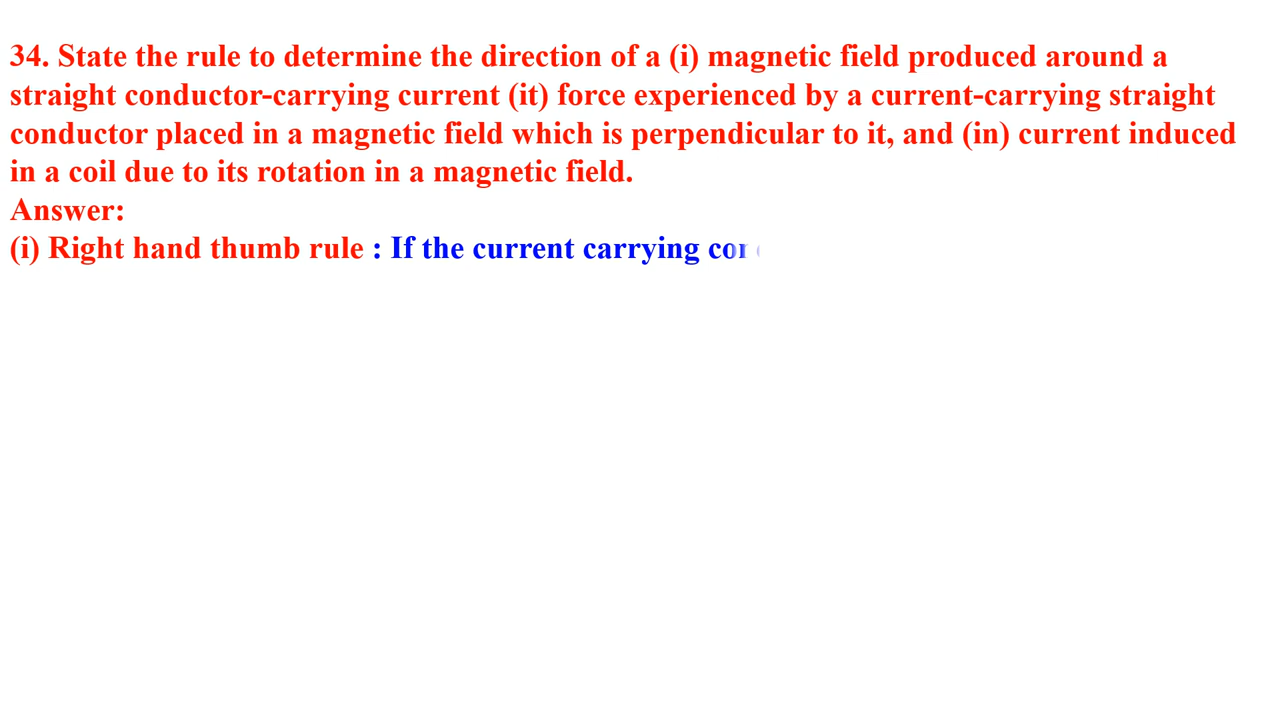 34. State the rule to determine the direction of a (i) magnetic field produced around a
straight conductor-carrying current (it) force experienced by a current-carrying straight
conductor placed in a magnetic field which is perpendicular to it, and (in) current induced
in a coil due to its rotation in a magnetic field.
Answer:
(i) Right hand thumb rule : If the current carrying